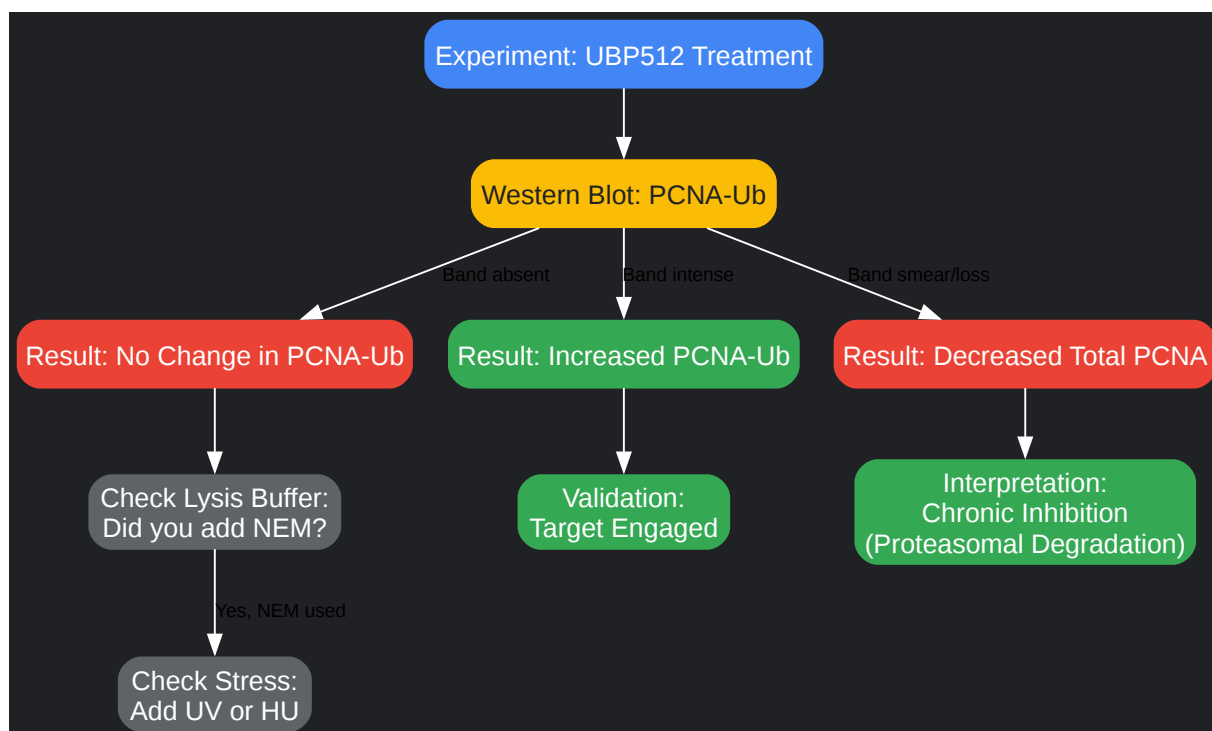 Experiment: UBP512 Treatment
Western Blot: PCNA-Ub
Band absent
Band intense
Band smear/loss
Result: No Change in PCNA-Ub
Result: Increased PCNA-Ub
Result: Decreased Total PCNA
Check Lysis Buffer:
Did you add NEM?
Validation:
Target Engaged
Interpretation:
Chronic Inhibition
(Proteasomal Degradation)
Yes, NEM used
Check Stress:
Add UV or HU